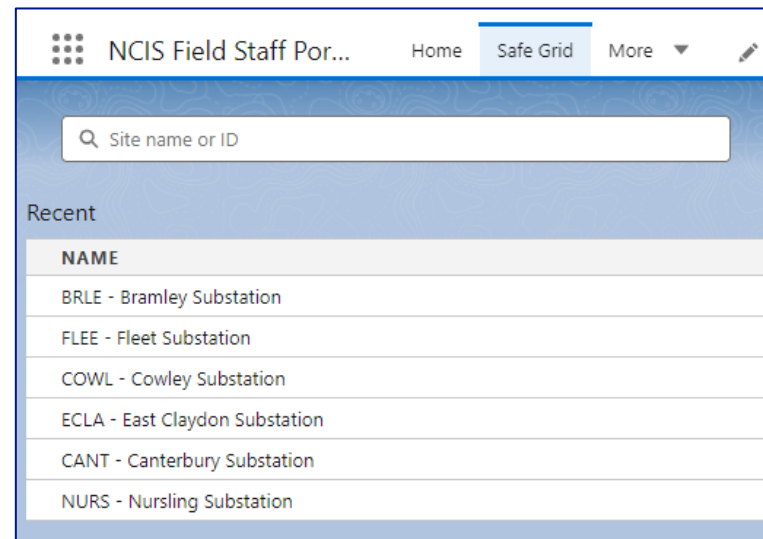 NCIS Field Staff Por... Home Safe Grid More
Site name or ID
Recent
NAME
BRLE - Bramley Substation
FLEE - Fleet Substation
COWL - Cowley Substation
ECLA - East Claydon Substation
CANT - Canterbury Substation
NURS - Nursling Substation